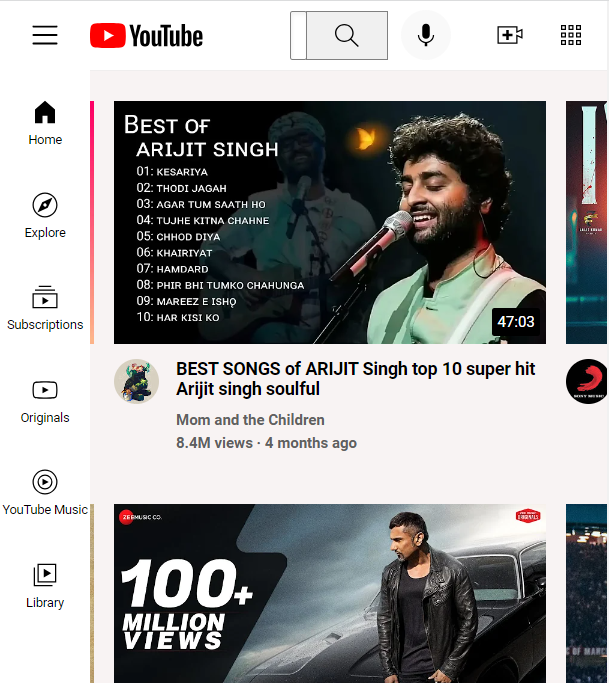 YouTube
Home
Explore
Subscriptions
Originals
YouTube Music
Library
BEST OF
ARIJIT SINGH
01: KESARIYA
02: THODI JAGAH
03: AGAR TUM SAATH HO
04: TUJHE KITNA CHAHNE
05: CHHOD DIYA
06: KHAIRIYAT
07: HAMDARD
08: PHIR BHI TUMKO CHAHUNGA
09: MAREEZ E ISHQ
10: HAR KISI KO
47:03
BEST SONGS of ARIJIT Singh top 10 super hit
Arijit singh soulful
Mom and the Children
8.4M views · 4 months ago
SONY MUSIC
ZEE MUSIC CO.
ORIGINALS
100+
MILLION
VIEWS